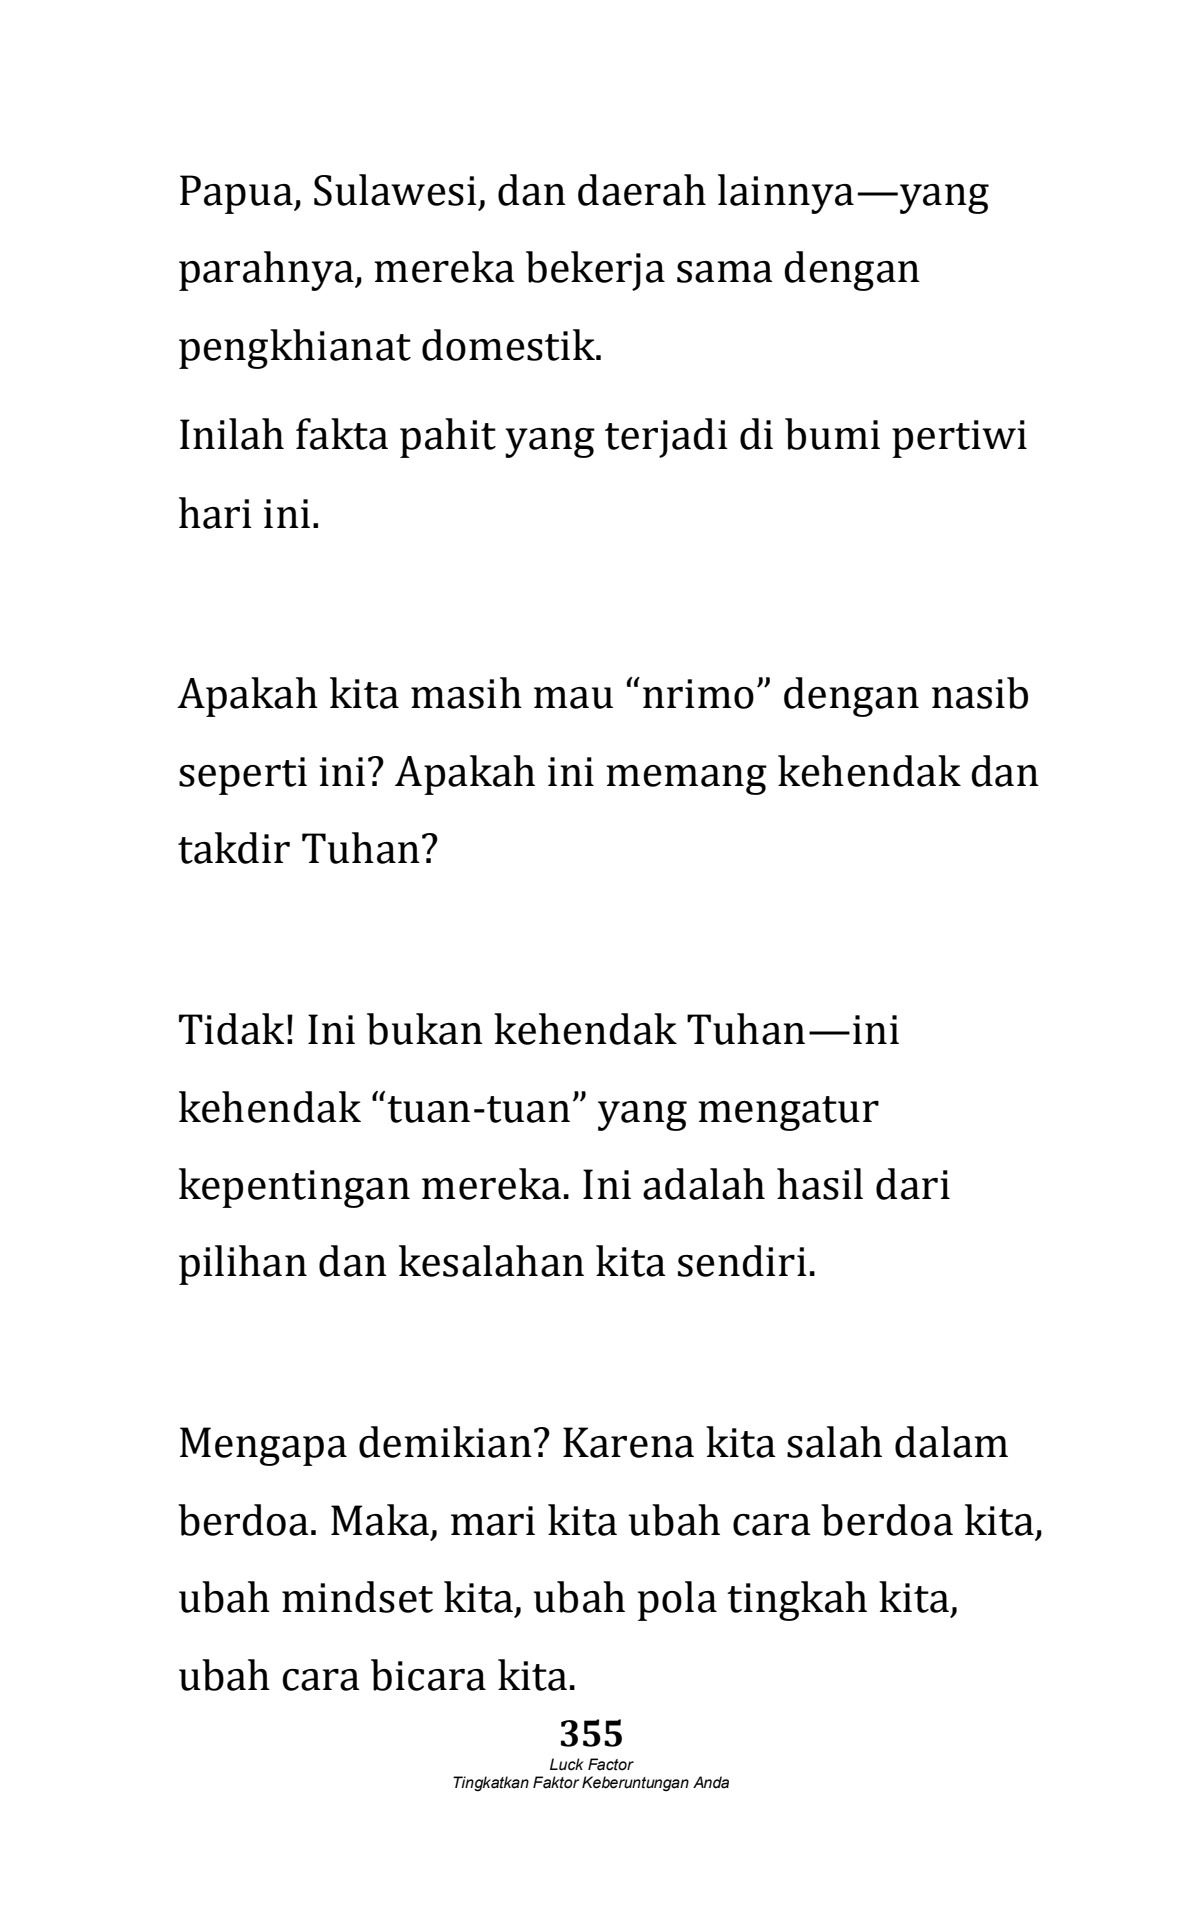 Papua, Sulawesi, dan daerah lainnya—yang
parahnya, mereka bekerja sama dengan
pengkhianat domestik.
Inilah fakta pahit yang terjadi di bumi pertiwi
hari ini.
Apakah kita masih mau “nrimo” dengan nasib
seperti ini? Apakah ini memang kehendak dan
takdir Tuhan?
Tidak! Ini bukan kehendak Tuhan—ini
kehendak “tuan-tuan” yang mengatur
kepentingan mereka. Ini adalah hasil dari
pilihan dan kesalahan kita sendiri.
Mengapa demikian? Karena kita salah dalam
berdoa. Maka, mari kita ubah cara berdoa kita,
ubah mindset kita, ubah pola tingkah kita,
ubah cara bicara kita.
355
Luck Factor
Tingkatkan Faktor Keberuntungan Anda